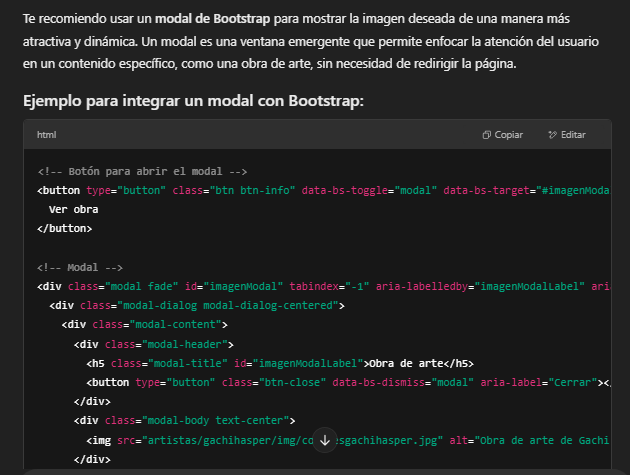 Te recomiendo usar un modal de Bootstrap para mostrar la imagen deseada de una manera más
atractiva y dinámica. Un modal es una ventana emergente que permite enfocar la atención del usuario
en un contenido específico, como una obra de arte, sin necesidad de redirigir la página.
Ejemplo para integrar un modal con Bootstrap:
html Copiar Editar
<!-- Botón para abrir el modal -->
<button type="button" class="btn btn-info" data-bs-toggle="modal" data-bs-target="#imagenModa
Ver obra
</button>
<!-- Modal -->
<div class="modal fade" id="imagenModal" tabindex="-1" aria-labelledby="imagenModalLabel" ari
<div class="modal-dialog modal-dialog-centered">
<div class="modal-content">
<div class="modal-header">
<h5 class="modal-title" id="imagenModalLabel">Obra de arte</h5>
<button type="button" class="btn-close" data-bs-dismiss="modal" aria-label="Cerrar"></
</div>
<div class="modal-body text-center">
<img src="artistas/gachihasper/img/co esgachihasper.jpg" alt="Obra de arte de Gachi
</div>